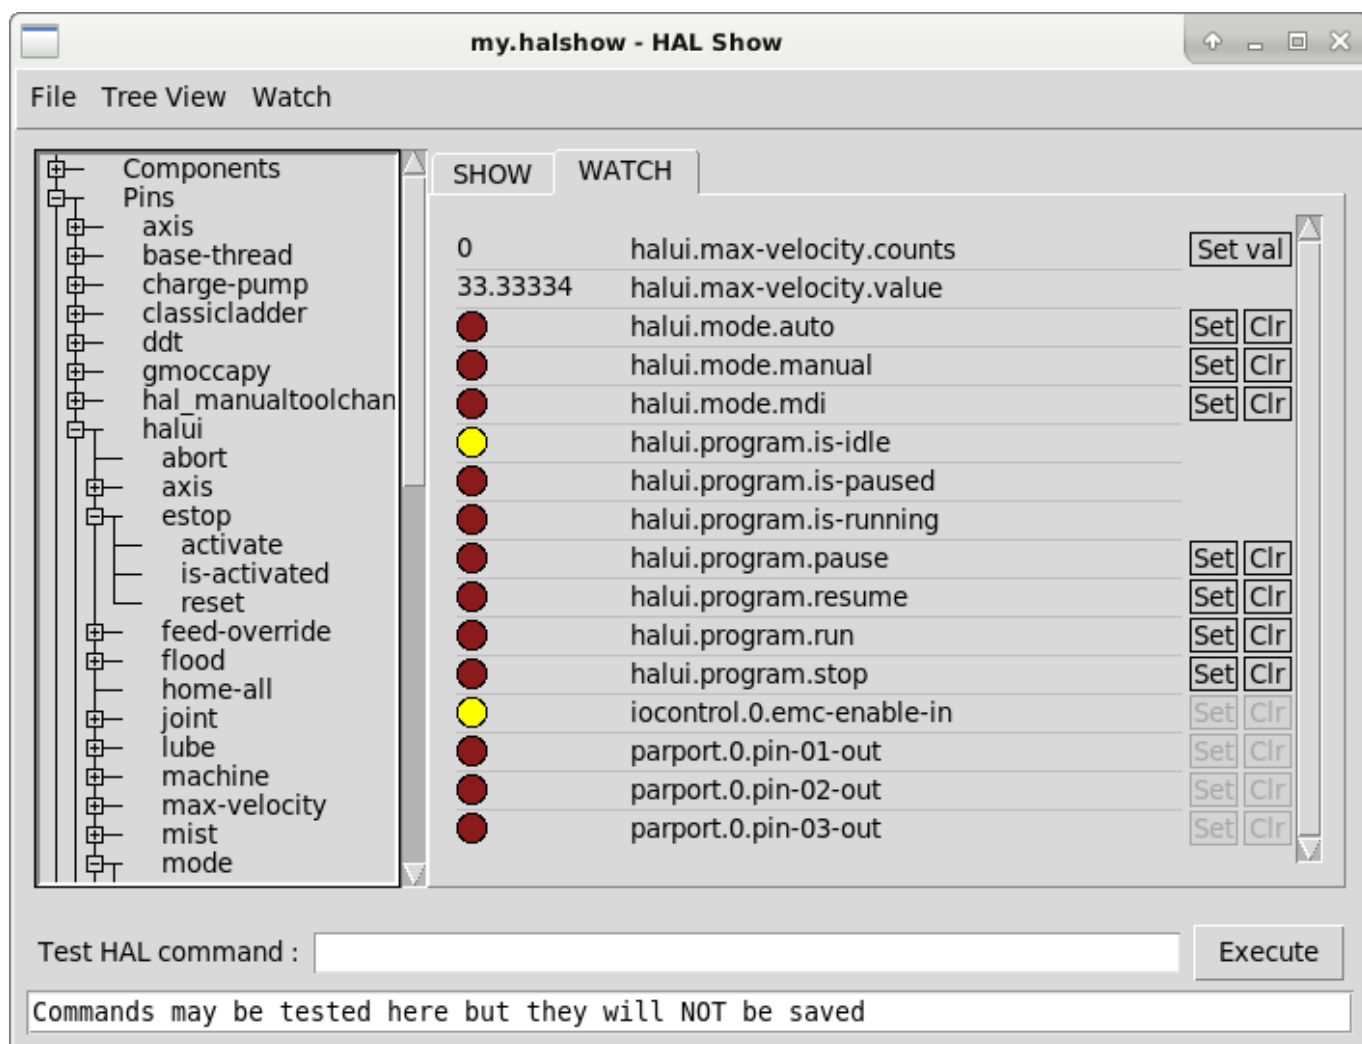 my.halshow - HAL Show
File Tree View Watch
Components
Pins
axis
base-thread
charge-pump
classicladder
ddt
gmoccapy
hal_manualtoolchan
halui
abort
axis
estop
activate
is-activated
reset
feed-override
flood
home-all
joint
lube
machine
max-velocity
mist
mode
SHOW WATCH
0 halui.max-velocity.counts Set val
33.33334 halui.max-velocity.value
halui.mode.auto Set Clr
halui.mode.manual Set Clr
halui.mode.mdi Set Clr
halui.program.is-idle
halui.program.is-paused
halui.program.is-running
halui.program.pause Set Clr
halui.program.resume Set Clr
halui.program.run Set Clr
halui.program.stop Set Clr
iocontrol.0.emc-enable-in Set Clr
parport.0.pin-01-out Set Clr
parport.0.pin-02-out Set Clr
parport.0.pin-03-out Set Clr
Test HAL command : Execute
Commands may be tested here but they will NOT be saved